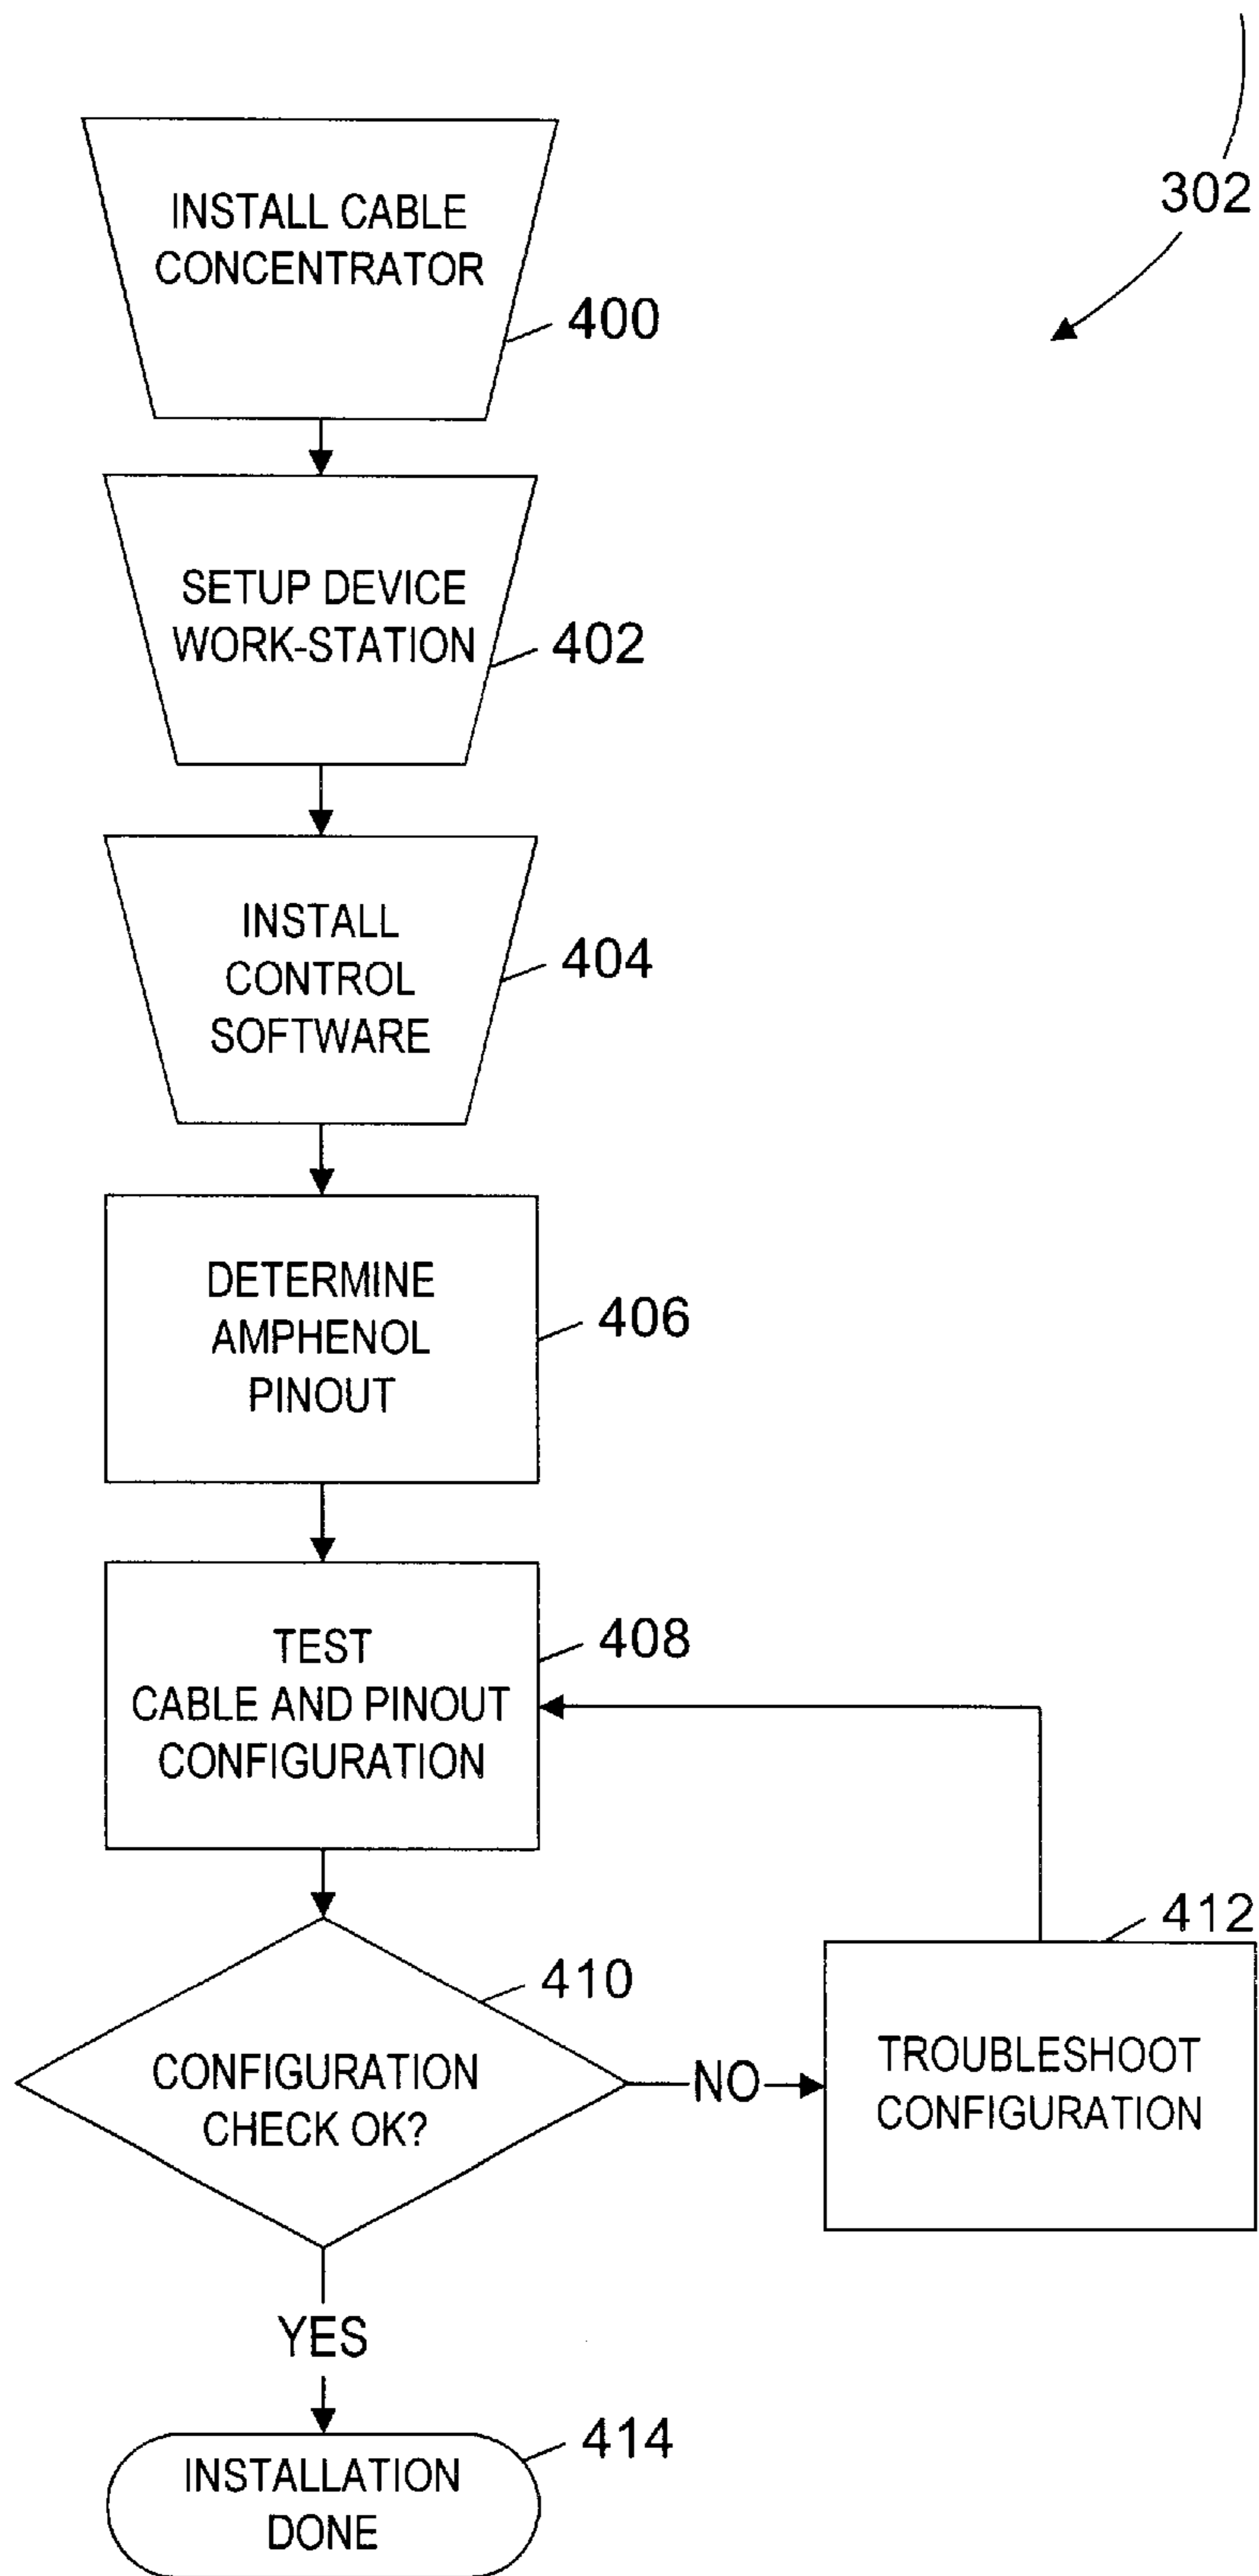 302
INSTALL CABLE
CONCENTRATOR
400
SETUP DEVICE
WORK-STATION
402
INSTALL
CONTROL
SOFTWARE
404
DETERMINE
AMPHENOL
PINOUT
406
TEST
CABLE AND PINOUT
CONFIGURATION
408
CONFIGURATION
CHECK OK?
410
NO
TROUBLESHOOT
CONFIGURATION
412
YES
INSTALLATION
DONE
414